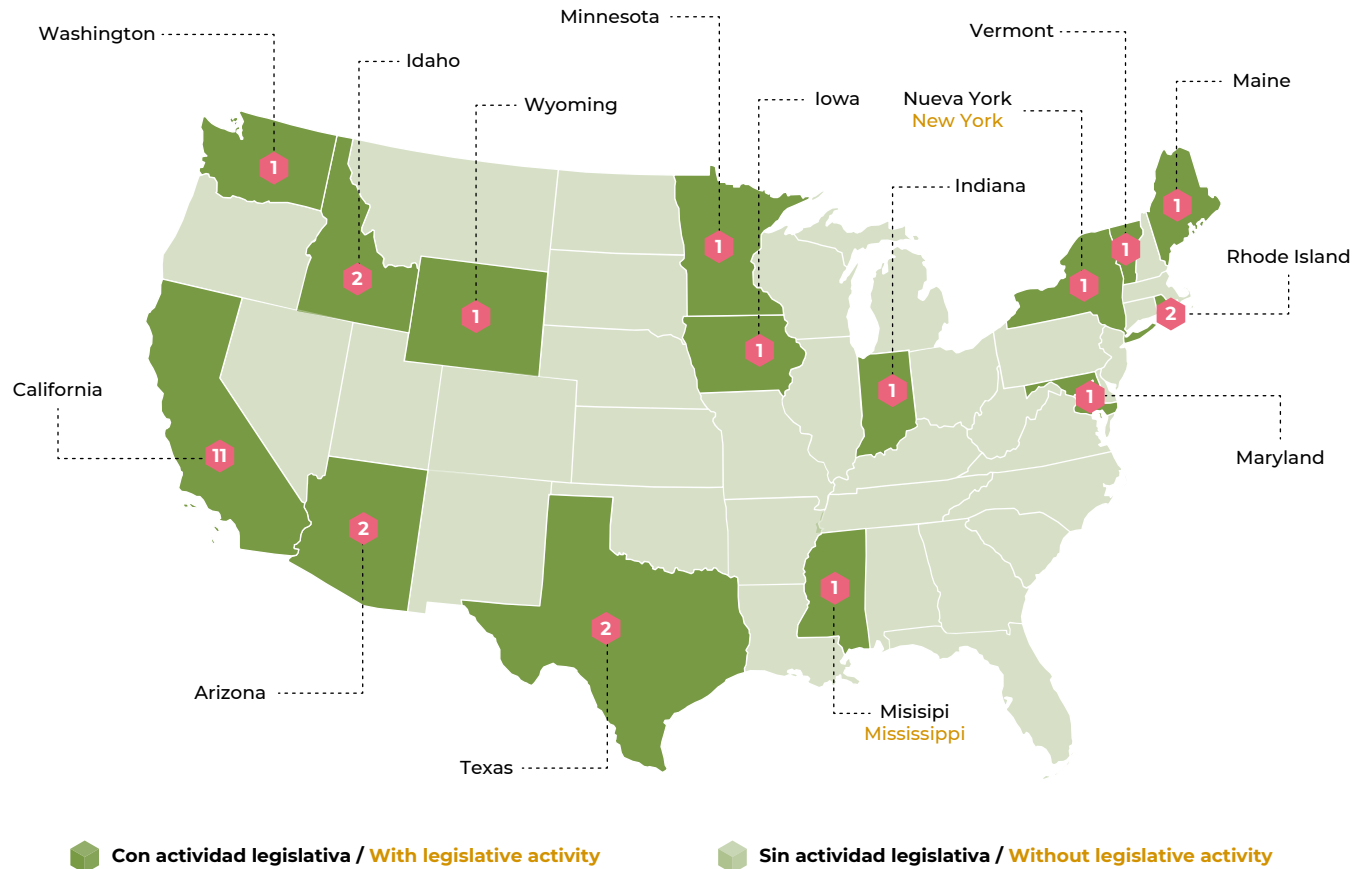 Minnesota
Washington
Vermont
Idaho
Maine
Wyoming
Iowa
Nueva York
New York
Indiana
1
1
1
1
Rhode Island
2
1
1
2
1
1
California
1
1
Maryland
11
2
1
2
Arizona
Misisipi
Mississippi
Texas
Con actividad legislativa / With legislative activity
Sin actividad legislativa / Without legislative activity